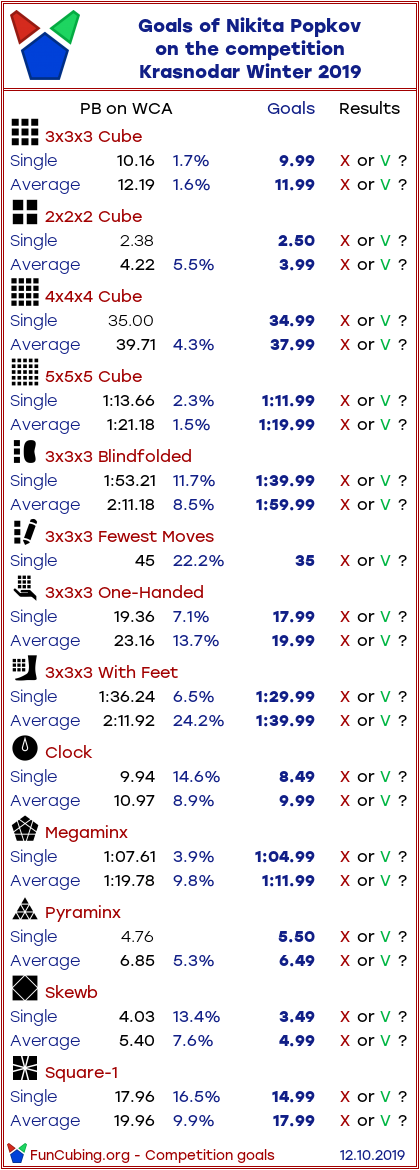 Goals of Nikita Popkov
on the competition
Krasnodar Winter 2019
PB on WCA Goals Results
3x3x3 Cube
Single 10.16 1.7% 9.99 X or V ?
Average 12.19 1.6% 11.99 X or V ?
2x2x2 Cube
Single 2.38 2.50 X or V ?
Average 4.22 5.5% 3.99 X or V ?
4x4x4 Cube
Single 35.00 34.99 X or V ?
Average 39.71 4.3% 37.99 X or V ?
5x5x5 Cube
Single 1:13.66 2.3% 1:11.99 X or V ?
Average 1:21.18 1.5% 1:19.99 X or V ?
3x3x3 Blindfolded
Single 1:53.21 11.7% 1:39.99 X or V ?
Average 2:11.18 8.5% 1:59.99 X or V ?
3x3x3 Fewest Moves
Single 45 22.2% 35 X or V ?
3x3x3 One-Handed
Single 19.36 7.1% 17.99 X or V ?
Average 23.16 13.7% 19.99 X or V ?
3x3x3 With Feet
Single 1:36.24 6.5% 1:29.99 X or V ?
Average 2:11.92 24.2% 1:39.99 X or V ?
Clock
Single 9.94 14.6% 8.49 X or V ?
Average 10.97 8.9% 9.99 X or V ?
Megaminx
Single 1:07.61 3.9% 1:04.99 X or V ?
Average 1:19.78 9.8% 1:11.99 X or V ?
Pyraminx
Single 4.76 5.50 X or V ?
Average 6.85 5.3% 6.49 X or V ?
Skewb
Single 4.03 13.4% 3.49 X or V ?
Average 5.40 7.6% 4.99 X or V ?
Square-1
Single 17.96 16.5% 14.99 X or V ?
Average 19.96 9.9% 17.99 X or V ?
FunCubing.org - Competition goals 12.10.2019